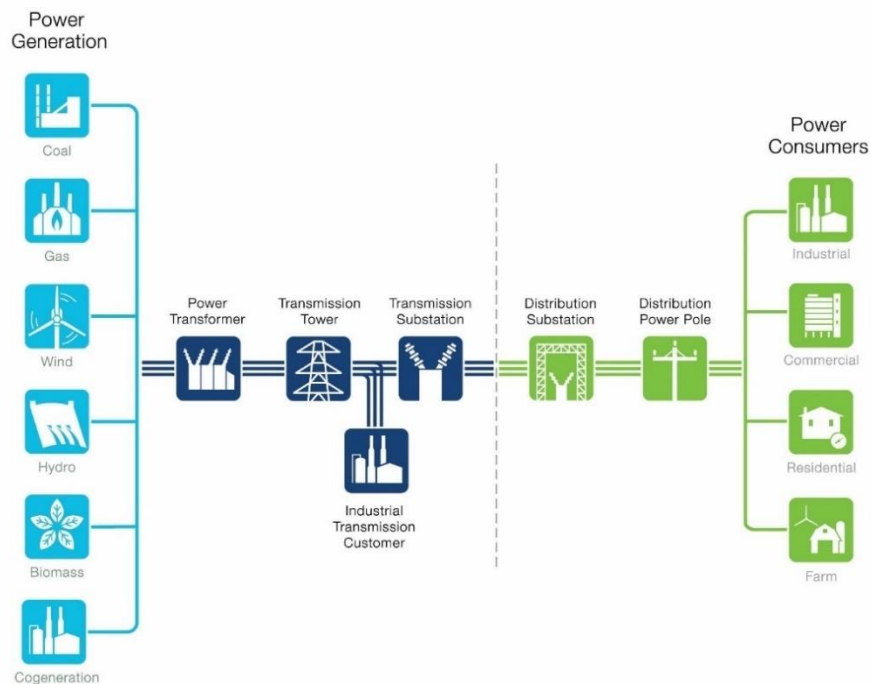 Power
Generation
Coal
Gas
Wind
Hydro
Biomass
Cogeneration
Power
Transformer
Transmission
Tower
Transmission
Substation
Industrial
Transmission
Customer
Distribution
Substation
Distribution
Power Pole
Power
Consumers
Industrial
Commercial
Residential
Farm